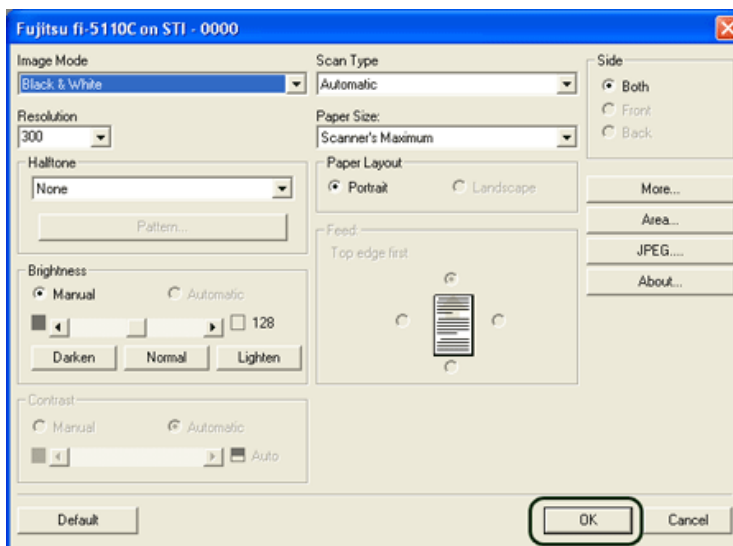 Fujitsu fi-5110C on STI - 0000
Image Mode
Black & White
Scan Type
Automatic
Side
Both
Front
Back
Resolution
300
Paper Size:
Scanner's Maximum
Halftone
None
Pattern...
Paper Layout
Portrait Landscape
More...
Area...
JPEG....
About...
Feed:
Top edge first
Brightness
Manual Automatic
128
Darken Normal Lighten
Contrast
Manual Automatic
Auto
Default OK Cancel